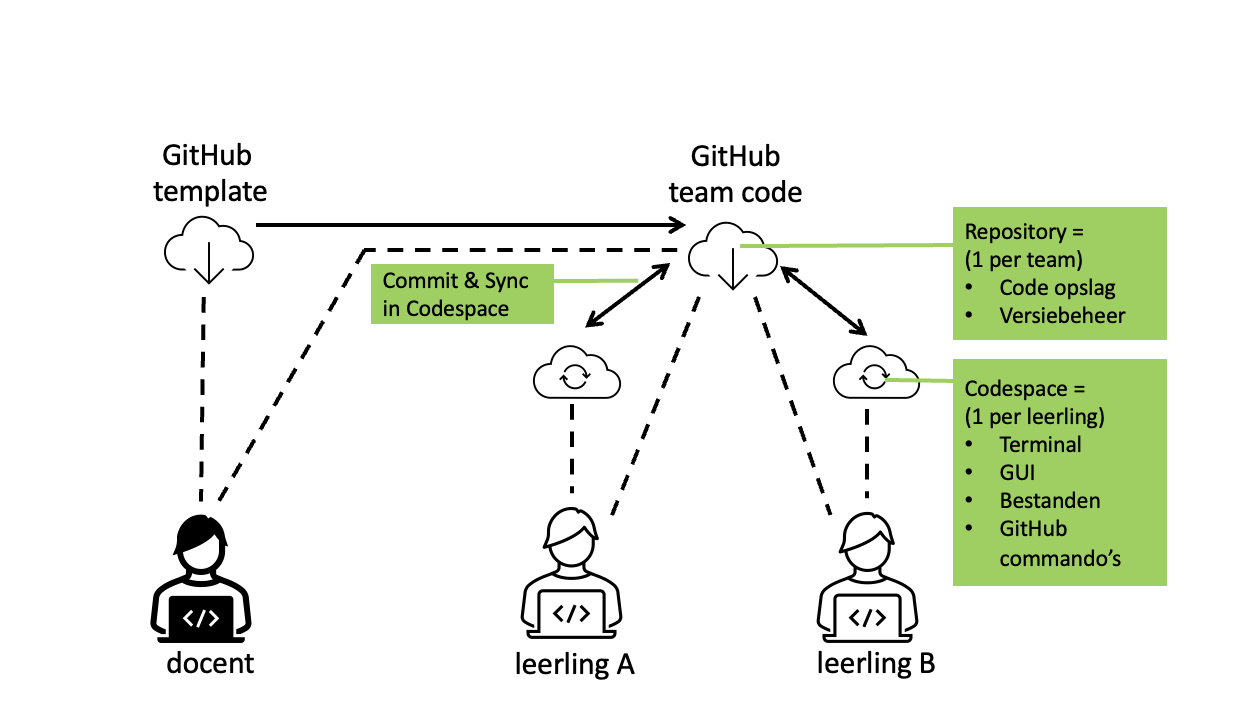 GitHub
template
GitHub
team code
Commit & Sync
in Codespace
Repository =
(1 per team)
• Code opslag
• Versiebeheer
Codespace =
(1 per leerling)
• Terminal
• GUI
• Bestanden
• GitHub
commando’s
</>
docent
</>
leerling A
</>
leerling B